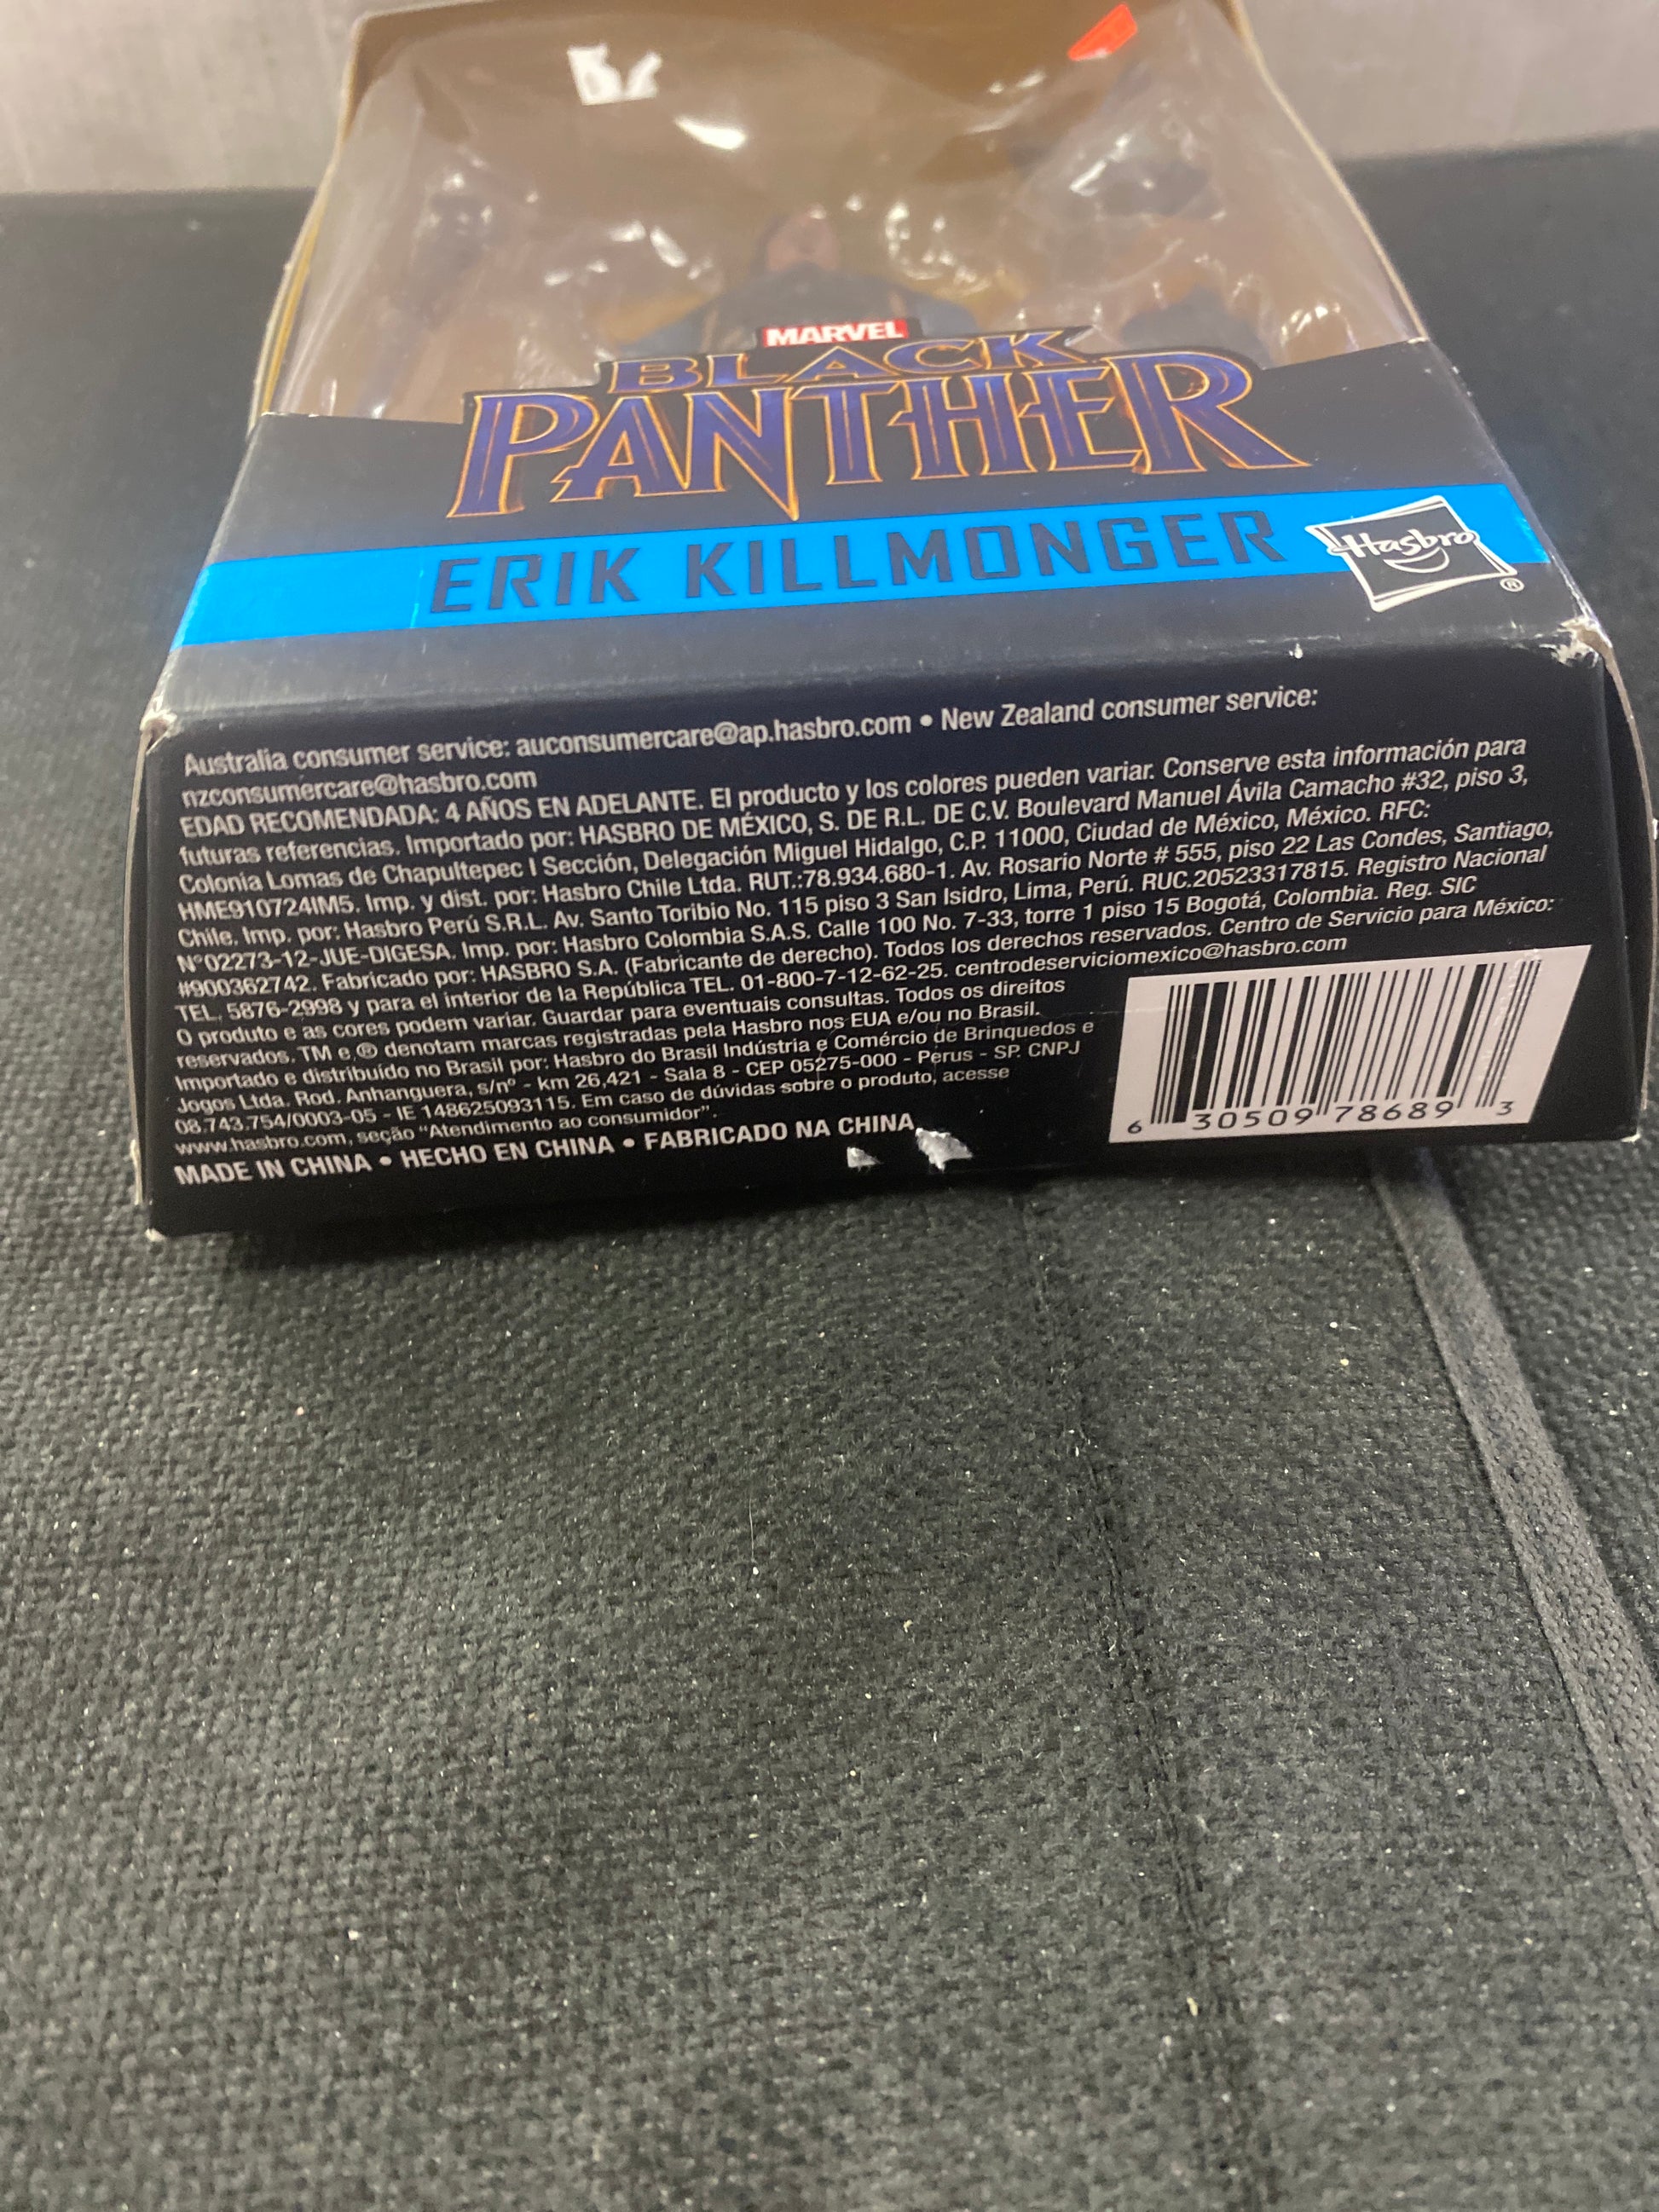 MARVEL
BLACK
PANTHER
ERIK KILLMONGER
Hasbro
®
Australia consumer service: auconsumercare@ap.hasbro.com • New Zealand consumer service:
nzconsumercare@hasbro.com
EDAD RECOMENDADA: 4 AÑOS EN ADELANTE. El producto y los colores pueden variar. Conserve esta información para
futuras referencias. Importado por: HASBRO DE MÉXICO, S. DE R.L. DE C.V. Boulevard Manuel Ávila Camacho #32, piso 3,
Colonia Lomas de Chapultepec I Sección, Delegación Miguel Hidalgo, C.P. 11000, Ciudad de México, México. RFC:
HME910724IM5. Imp. y dist. por: Hasbro Chile Ltda. RUT.:78.934.680-1. Av. Rosario Norte # 555, piso 22 Las Condes, Santiago,
Chile. Imp. por: Hasbro Perú S.R.L. Av. Santo Toribio No. 115 piso 3 San Isidro, Lima, Perú. RUC.20523317815. Registro Nacional
N°02273-12-JUE-DIGESA. Imp. por: Hasbro Colombia S.A.S. Calle 100 No. 7-33, torre 1 piso 15 Bogotá, Colombia. Reg. SIC
#900362742. Fabricado por: HASBRO S.A. (Fabricante de derecho). Todos los derechos reservados. Centro de Servicio para México:
TEL. 5876-2998 y para el interior de la República TEL. 01-800-7-12-62-25. centrodeserviciomexico@hasbro.com
O produto e as cores podem variar. Guardar para eventuais consultas. Todos os direitos
reservados. TM e ® denotam marcas registradas pela Hasbro nos EUA e/ou no Brasil.
Importado e distribuído no Brasil por: Hasbro do Brasil Indústria e Comércio de Brinquedos e
Jogos Ltda. Rod. Anhanguera, s/nº - km 26,421 - Sala 8 - CEP 05275-000 - Perus - SP. CNPJ
08.743.754/0003-05 - IE 148625093115. Em caso de dúvidas sobre o produto, acesse
www.hasbro.com, seção "Atendimento ao consumidor".
MADE IN CHINA • HECHO EN CHINA • FABRICADO NA CHINA
6 30509 78689 3